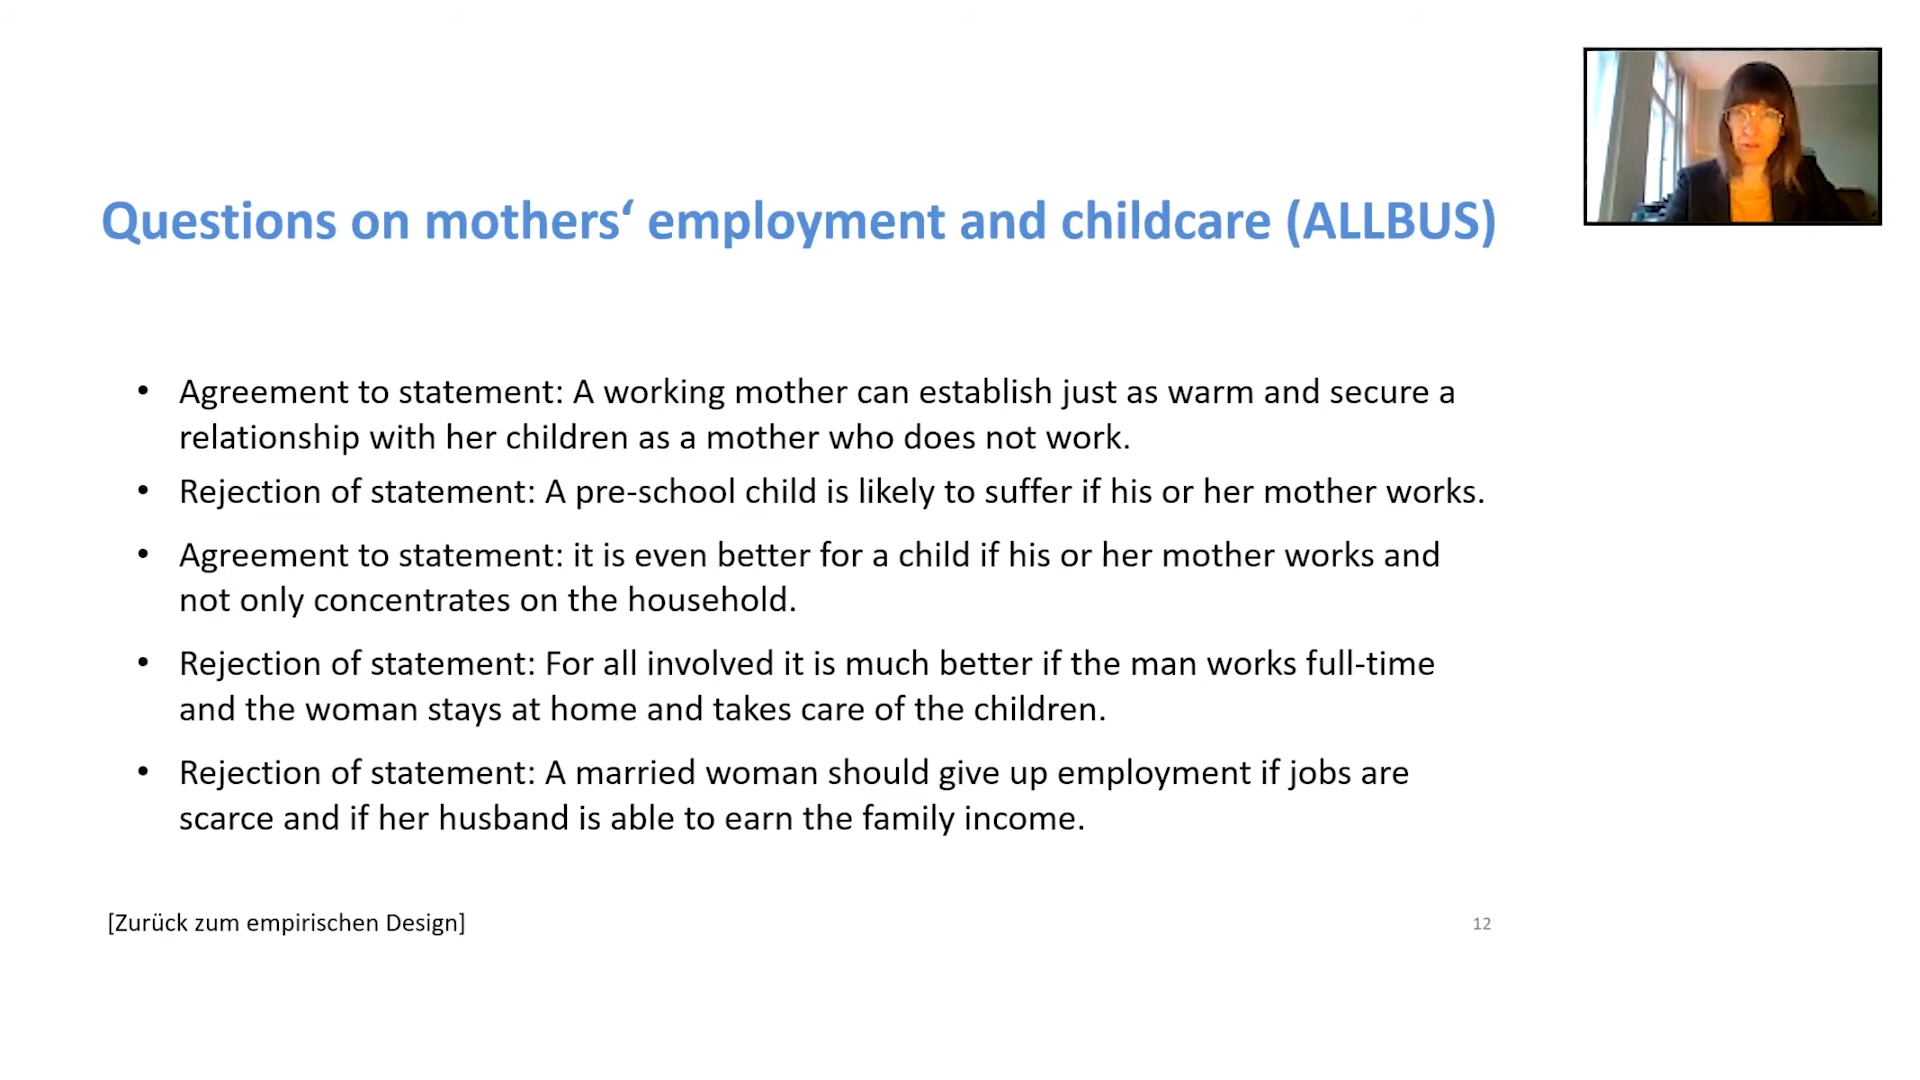 Questions on mothers‘ employment and childcare (ALLBUS)
• Agreement to statement: A working mother can establish just as warm and secure a
relationship with her children as a mother who does not work.
• Rejection of statement: A pre-school child is likely to suffer if his or her mother works.
• Agreement to statement: it is even better for a child if his or her mother works and
not only concentrates on the household.
• Rejection of statement: For all involved it is much better if the man works full-time
and the woman stays at home and takes care of the children.
• Rejection of statement: A married woman should give up employment if jobs are
scarce and if her husband is able to earn the family income.
[Zurück zum empirischen Design]
12